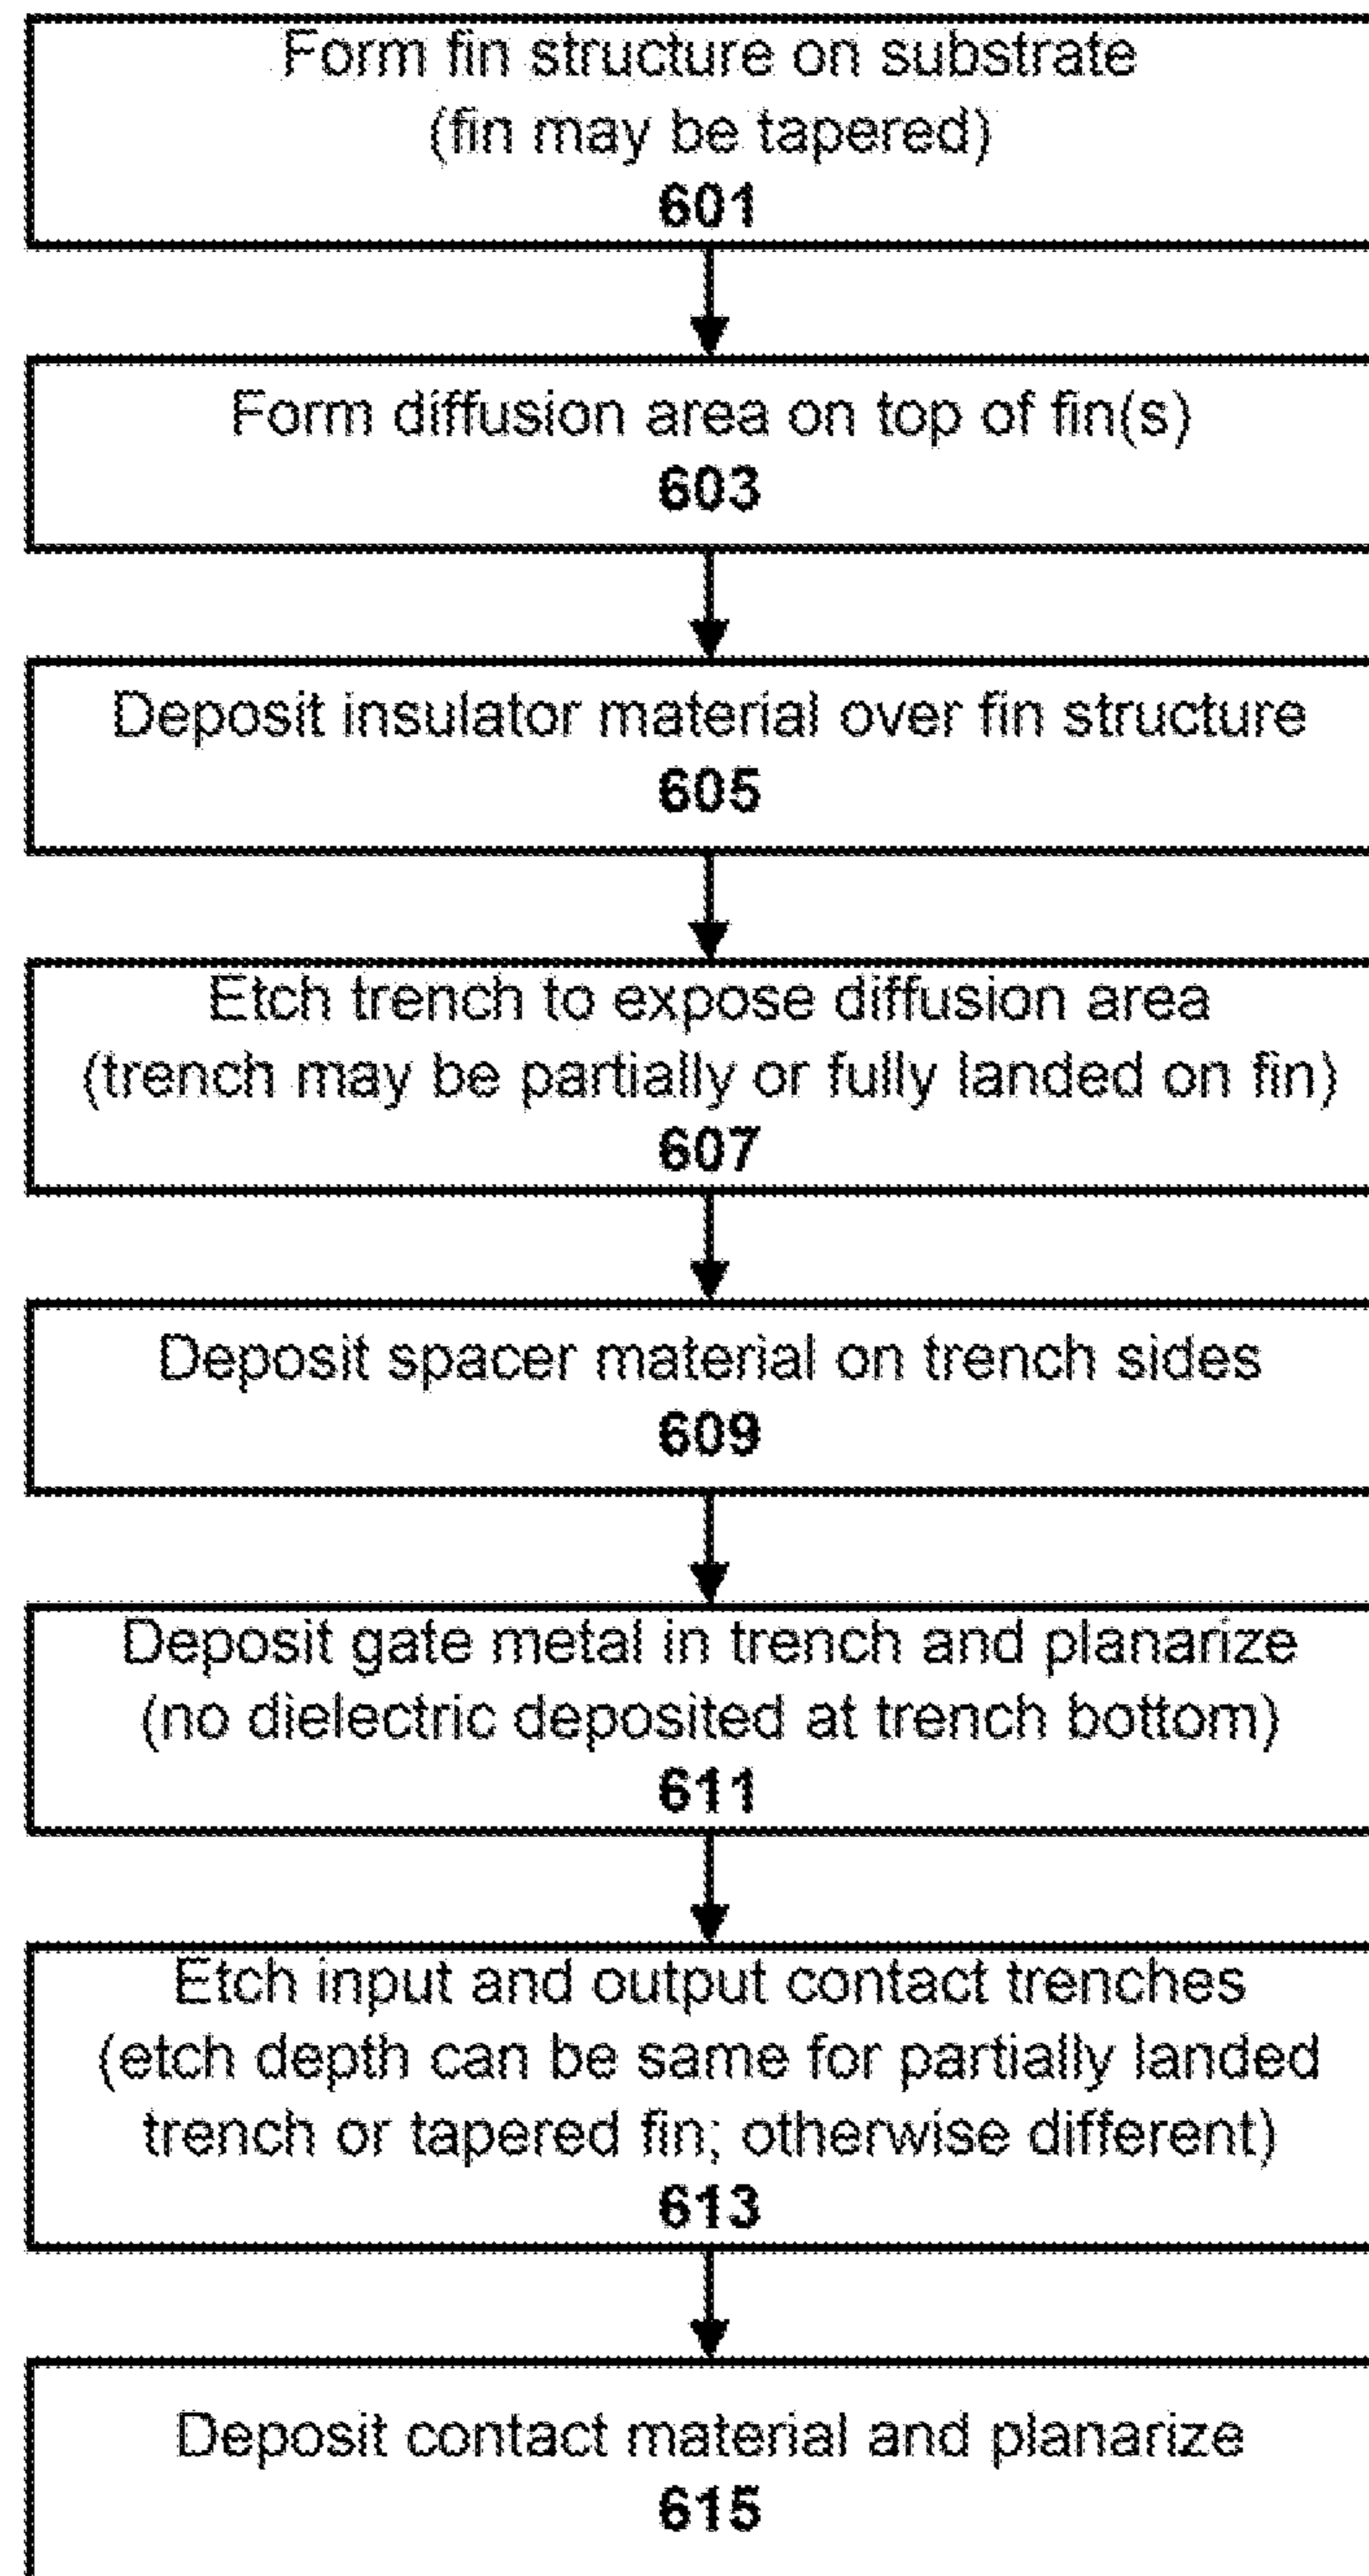 Form fin structure on substrate
(fin may be tapered)
601
Form diffusion area on top of fin(s)
603
Deposit insulator material over fin structure
605
Etch trench to expose diffusion area
(trench may be partially or fully landed on fin)
607
Deposit spacer material on trench sides
609
Deposit gate metal in trench and planarize
(no dielectric deposited at trench bottom)
611
Etch input and output contact trenches
(etch depth can be same for partially landed
trench or tapered fin; otherwise different)
613
Deposit contact material and planarize
615